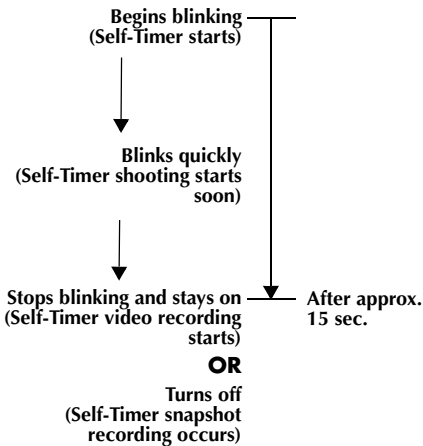 Begins blinking
(Self-Timer starts)
Blinks quickly
(Self-Timer shooting starts
soon)
Stops blinking and stays on
(Self-Timer video recording
starts)
After approx.
15 sec.
OR
Turns off
(Self-Timer snapshot
recording occurs)